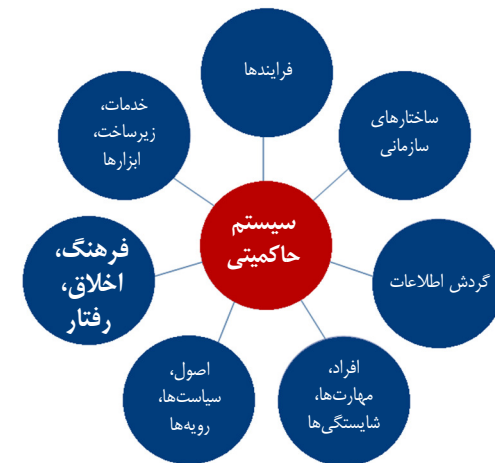 فرایندها
ساختارهای
سازمانی
گردش اطلاعات
افراد،
مهارت‌ها،
شایستگی‌ها
اصول،
سیاست‌ها،
رویه‌ها
فرهنگ،
اخلاق،
رفتار
خدمات،
زیرساخت،
ابزارها
سیستم
حاکمیتی